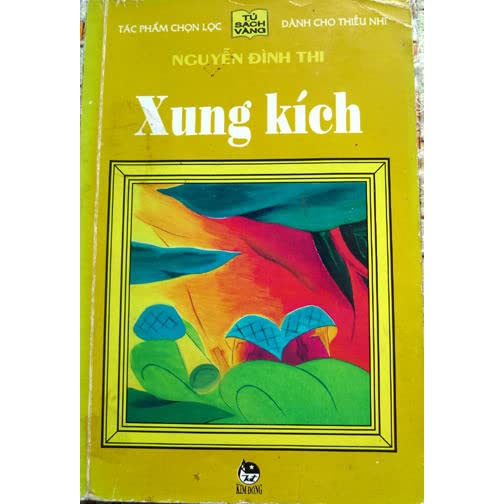 TÁC PHẨM CHỌN LỌC
TỦ
SÁCH
VÀNG
DÀNH CHO THIẾU NHI
NGUYỄN ĐÌNH THI
Xung kích
KIM ĐỒNG